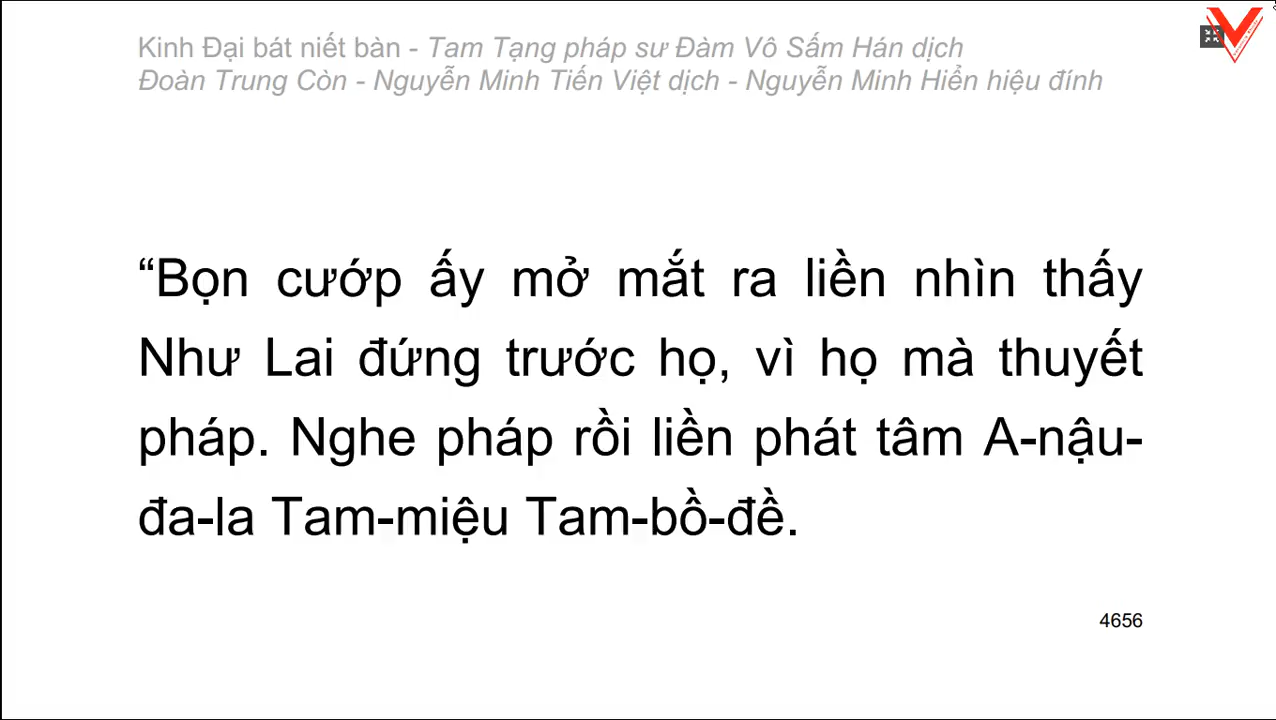 Kinh Đại bát niết bàn - Tam Tạng pháp sư Đàm Vô Sấm Hán dịch
Đoàn Trung Còn - Nguyễn Minh Tiến Việt dịch - Nguyễn Minh Hiển hiệu đính
“Bọn cướp ấy mở mắt ra liền nhìn thấy
Như Lai đứng trước họ, vì họ mà thuyết
pháp. Nghe pháp rồi liền phát tâm A-nậu-
đa-la Tam-miệu Tam-bồ-đề.
4656